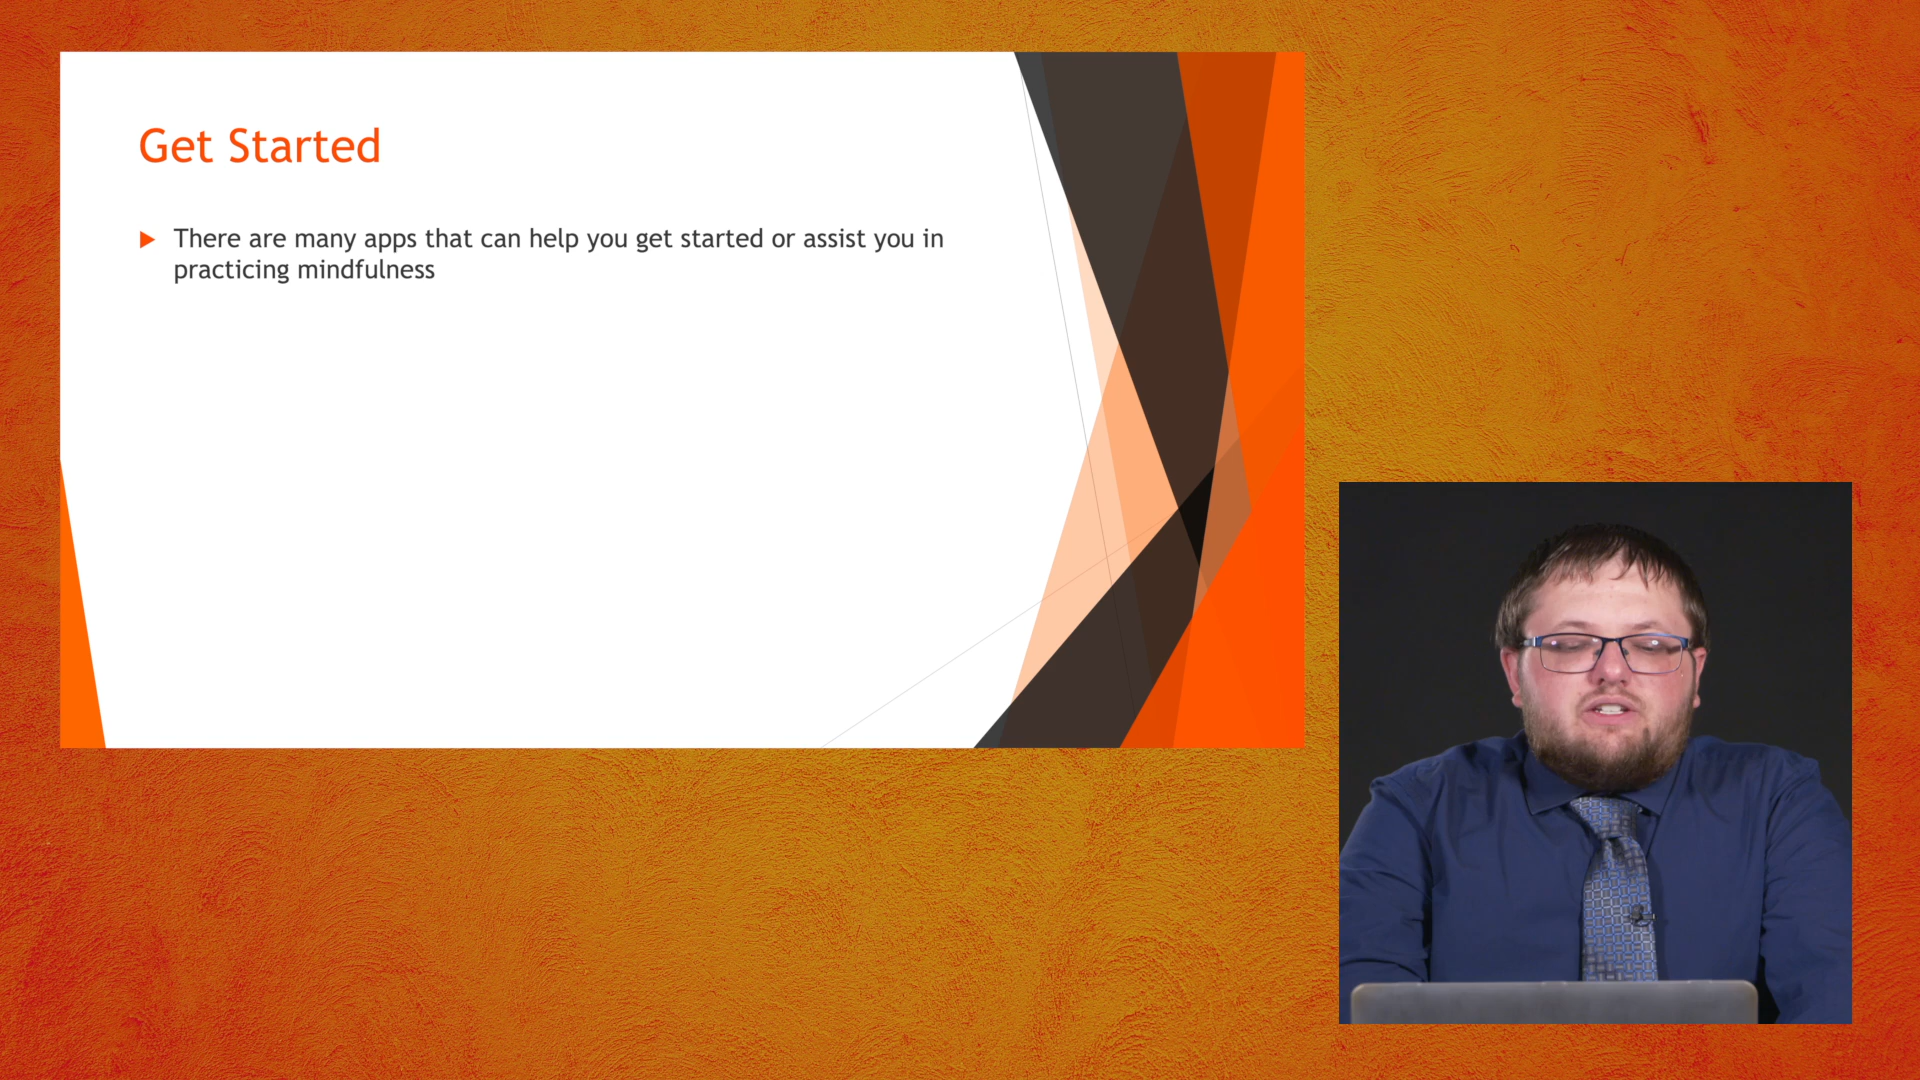 Get Started
There are many apps that can help you get started or assist you in
practicing mindfulness